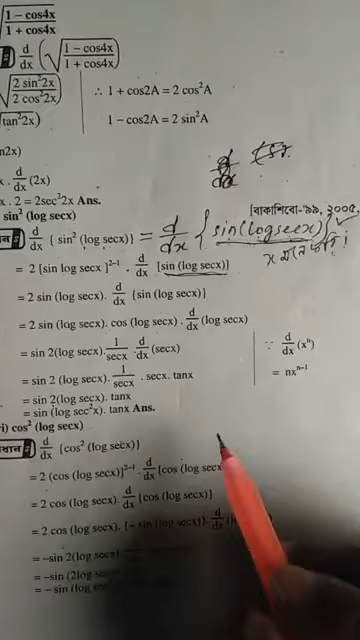 √(1 − cos4x / 1 + cos4x)
d/dx (√(1 − cos4x / 1 + cos4x))
√(2 sin²2x / 2 cos²2x) ∴ 1 + cos2A = 2 cos²A
√tan²2x) 1 − cos2A = 2 sin²A
n2x)
x . d/dx (2x)
x . 2 = 2sec²2x Ans.
[বাকাশিবো-'৯৯, ২০০৫,
sin² (log secx)
d/dx { sin² (log secx)} = d/dx { sin(logsecx)}²
= 2 [sin(log secx ]²⁻¹ . d/dx [sin (log secx)]
= 2 sin (log secx). d/dx {sin (log secx)}
= 2 sin (log secx). cos (log secx) . d/dx (log secx)
= sin 2(log secx). 1/secx . d/dx (secx) ∵ d/dx (xⁿ)
= sin 2 (log secx). 1/secx . secx. tanx = nxⁿ⁻¹
= sin 2(log secx). tanx
= sin (log sec²x). tanx Ans.
i) cos² (log secx)
d/dx {cos² (log secx)}
= 2 (cos (log secx)]²⁻¹ . d/dx [cos (log secx
= 2 cos (log secx). d/dx [cos (log secx)}
= 2 cos (log secx). {− sin (log secx)}. d/dx
= −sin 2(log secx)
= −sin (2log sec
= − sin (log